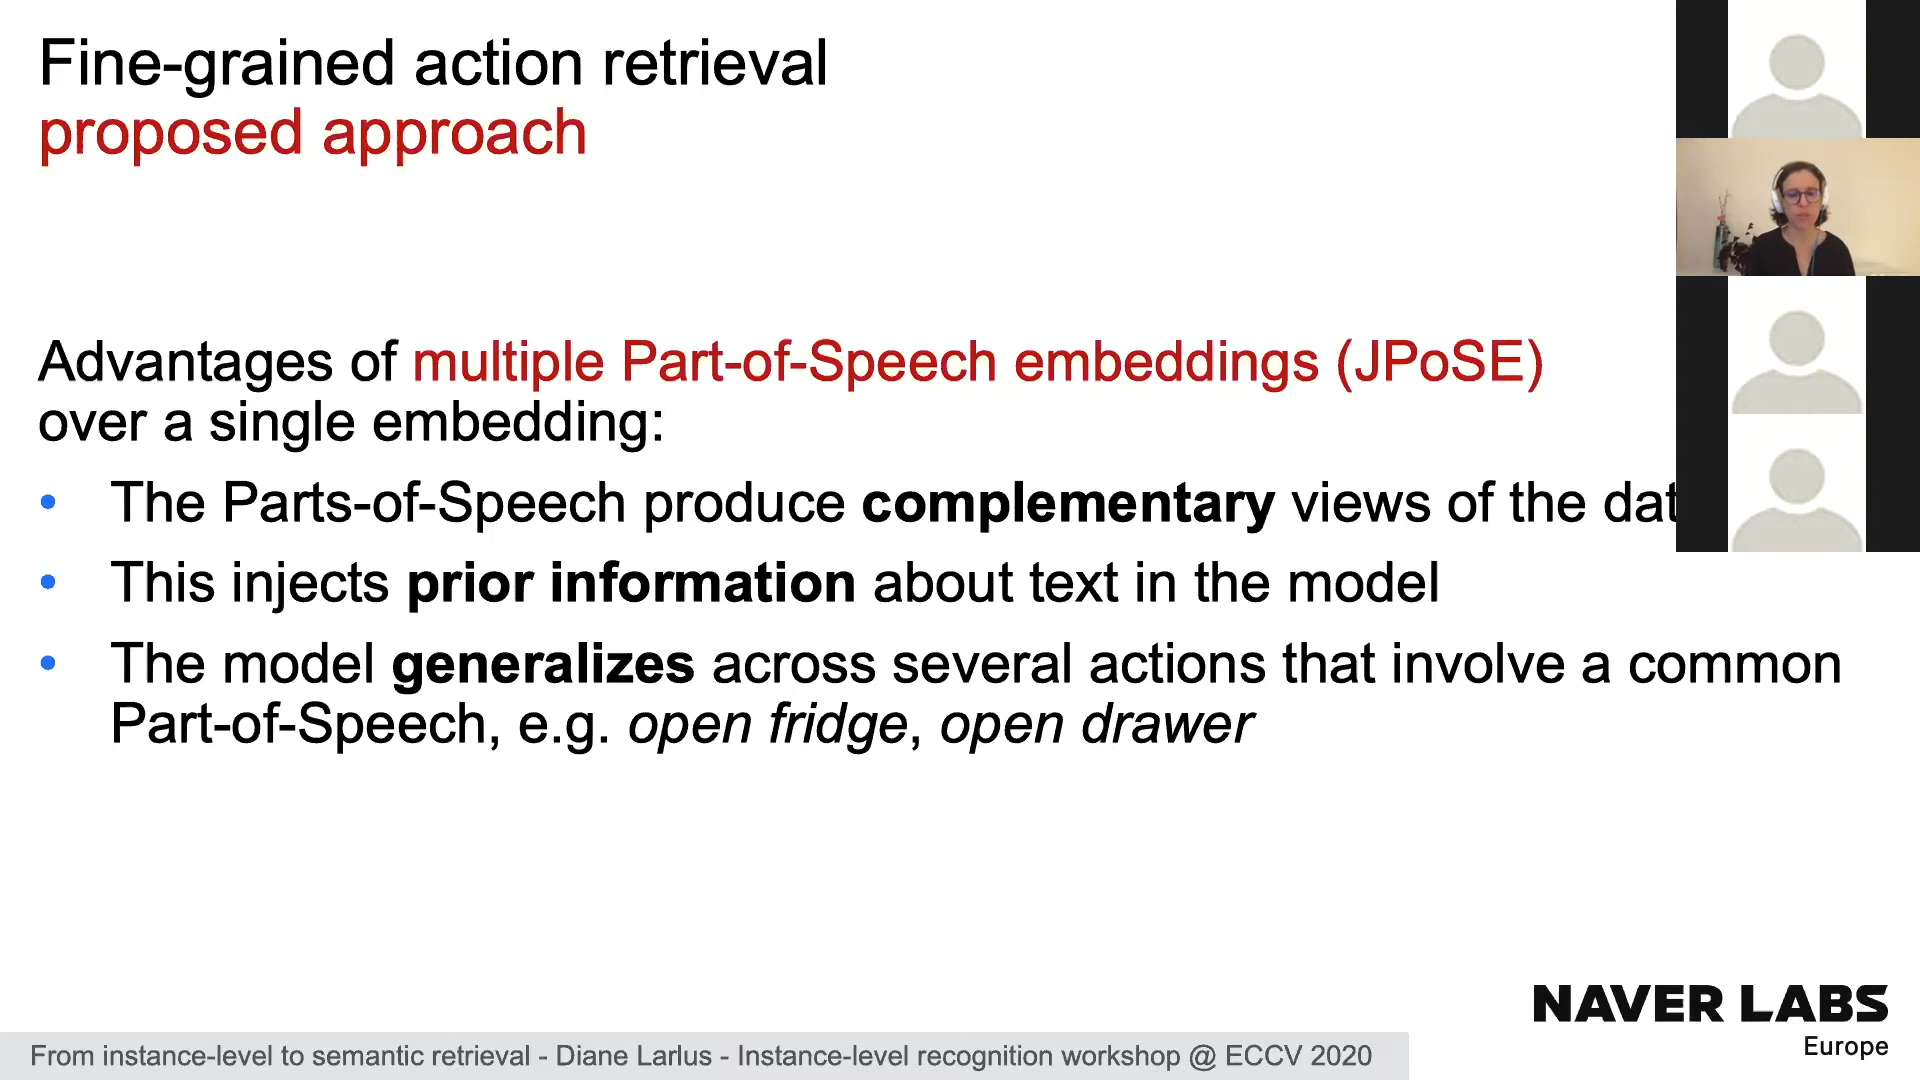 Fine-grained action retrieval
proposed approach
Advantages of multiple Part-of-Speech embeddings (JPoSE)
over a single embedding:
• The Parts-of-Speech produce complementary views of the dat
• This injects prior information about text in the model
• The model generalizes across several actions that involve a common
Part-of-Speech, e.g. open fridge, open drawer
NAVER LABS
Europe
From instance-level to semantic retrieval - Diane Larlus - Instance-level recognition workshop @ ECCV 2020